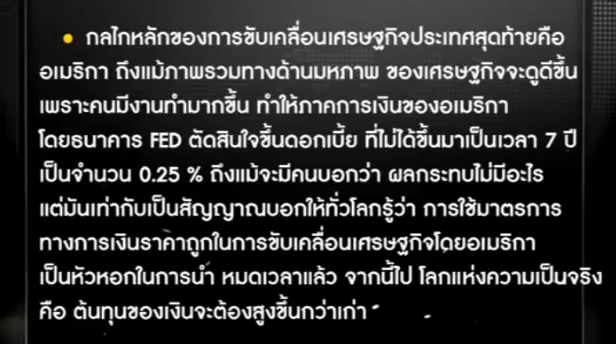 • กลไกหลักของการขับเคลื่อนเศรษฐกิจประเทศสุดท้ายคือ
อเมริกา ถึงแม้ภาพรวมทางด้านมหภาพ ของเศรษฐกิจจะดูดีขึ้น
เพราะคนมีงานทำมากขึ้น ทำให้ภาคการเงินของอเมริกา
โดยธนาคาร FED ตัดสินใจขึ้นดอกเบี้ย ที่ไม่ได้ขึ้นมาเป็นเวลา 7 ปี
เป็นจำนวน 0.25 % ถึงแม้จะมีคนบอกว่า ผลกระทบไม่มีอะไร
แต่มันเท่ากับเป็นสัญญาณบอกให้ทั่วโลกรู้ว่า การใช้มาตรการ
ทางการเงินราคาถูกในการขับเคลื่อนเศรษฐกิจโดยอเมริกา
เป็นหัวหอกในการนำ หมดเวลาแล้ว จากนี้ไป โลกแห่งความเป็นจริง
คือ ต้นทุนของเงินจะต้องสูงขึ้นกว่าเก่า